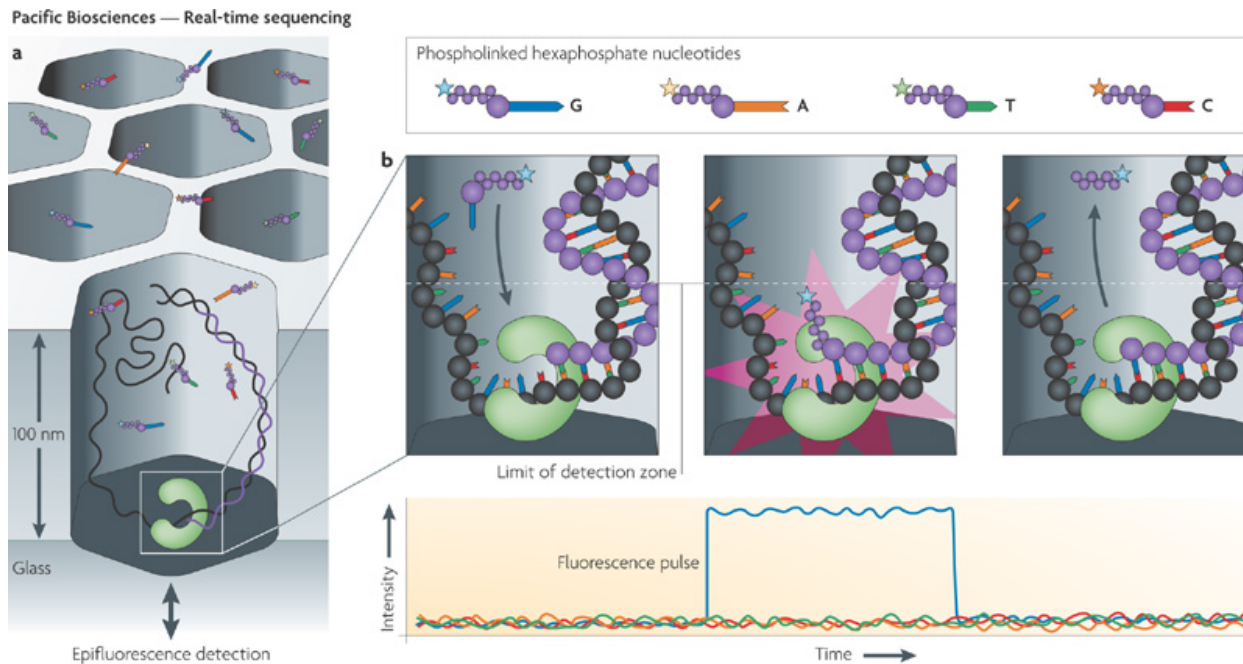 Pacific Biosciences — Real-time sequencing
a
Phospholinked hexaphosphate nucleotides
G
A
T
C
b
100 nm
Limit of detection zone
Glass
Fluorescence pulse
Intensity
Epifluorescence detection
Time